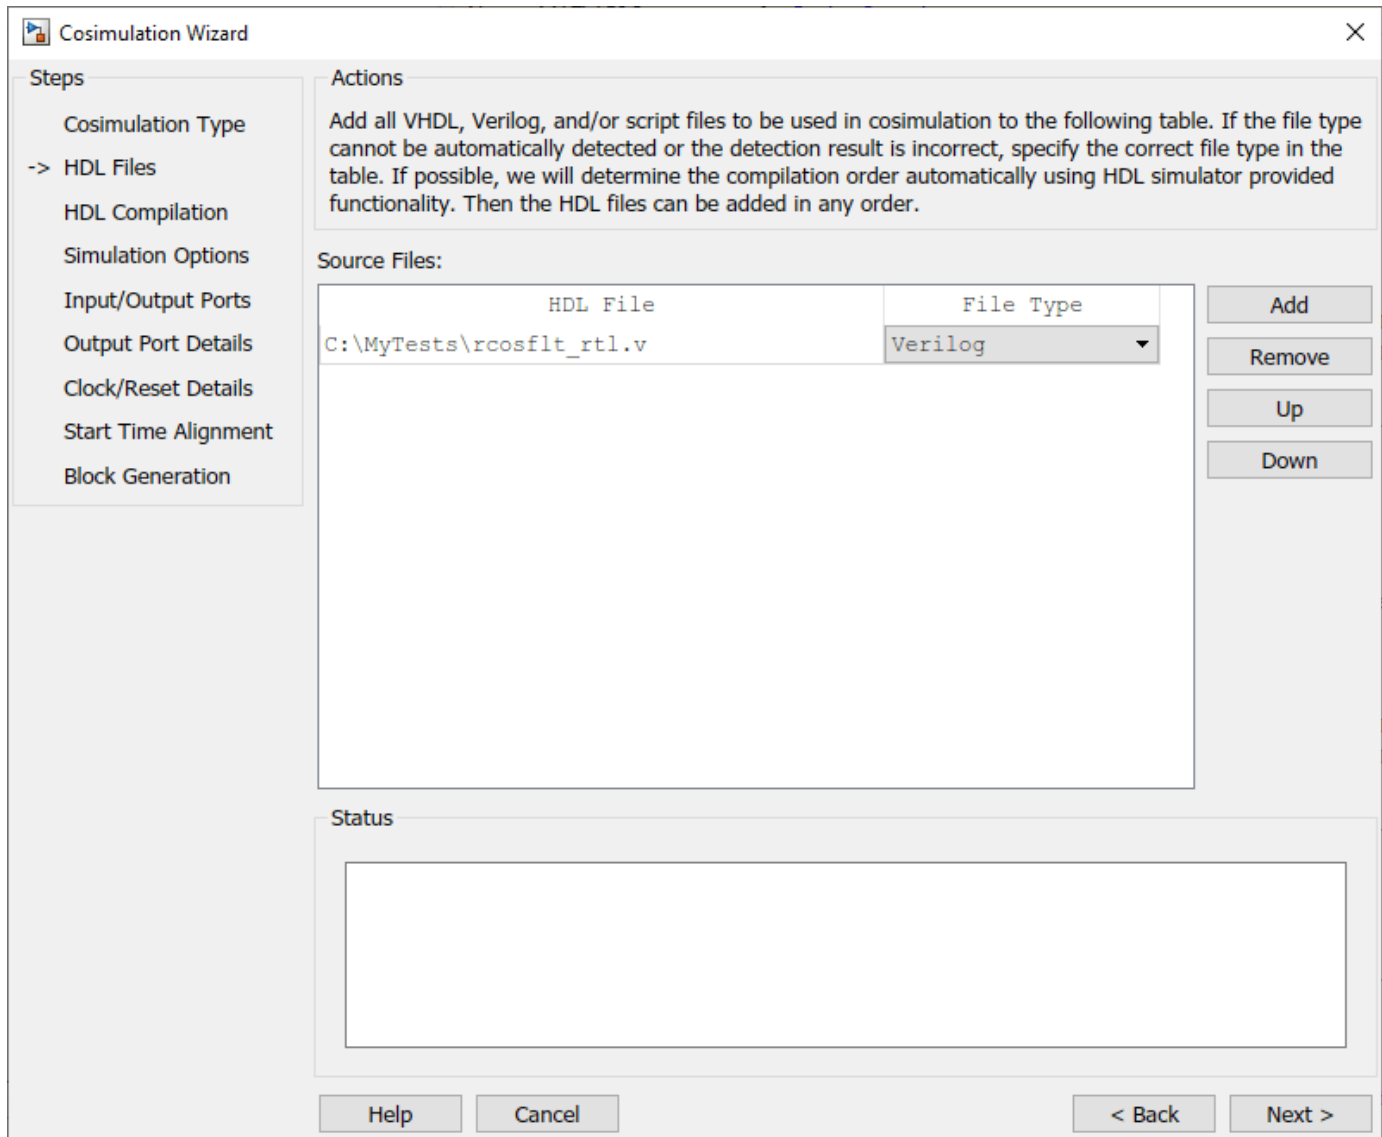 Cosimulation Wizard
Steps
Cosimulation Type
-> HDL Files
HDL Compilation
Simulation Options
Input/Output Ports
Output Port Details
Clock/Reset Details
Start Time Alignment
Block Generation
Actions
Add all VHDL, Verilog, and/or script files to be used in cosimulation to the following table. If the file type
cannot be automatically detected or the detection result is incorrect, specify the correct file type in the
table. If possible, we will determine the compilation order automatically using HDL simulator provided
functionality. Then the HDL files can be added in any order.
Source Files:
HDL File File Type
C:\MyTests\rcosflt_rtl.v Verilog
Add
Remove
Up
Down
Status
Help Cancel < Back Next >